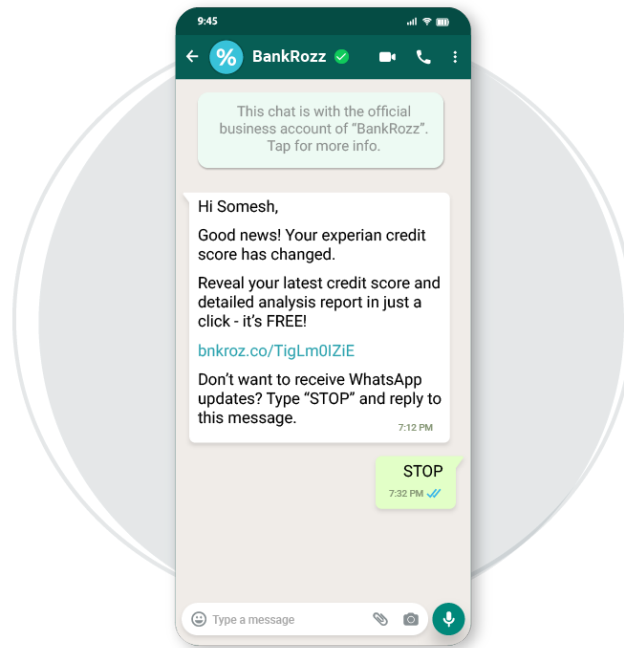 9:45
% BankRozz
This chat is with the official
business account of “BankRozz”.
Tap for more info.
Hi Somesh,
Good news! Your experian credit
score has changed.
Reveal your latest credit score and
detailed analysis report in just a
click - it’s FREE!
bnkroz.co/TigLm0IZiE
Don’t want to receive WhatsApp
updates? Type “STOP” and reply to
this message.
7:12 PM
STOP
7:32 PM
Type a message